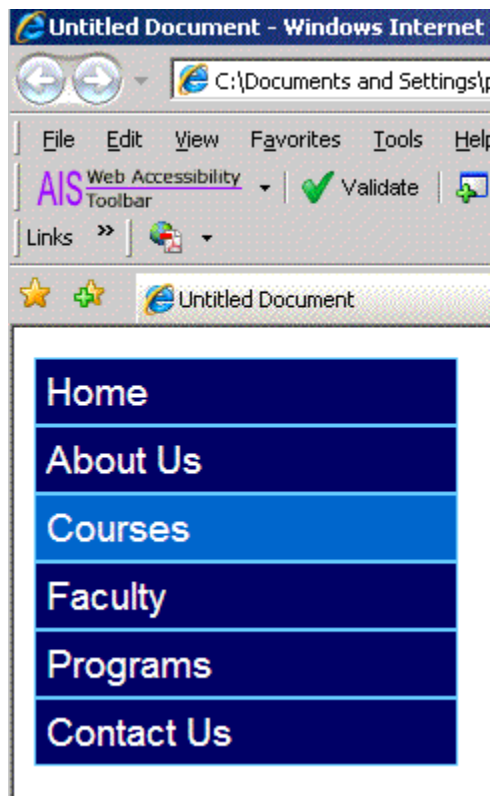 Untitled Document - Windows Internet
C:\Documents and Settings\p
File Edit View Favorites Tools Help
AIS Web Accessibility Toolbar Validate
Links »
Untitled Document
Home
About Us
Courses
Faculty
Programs
Contact Us